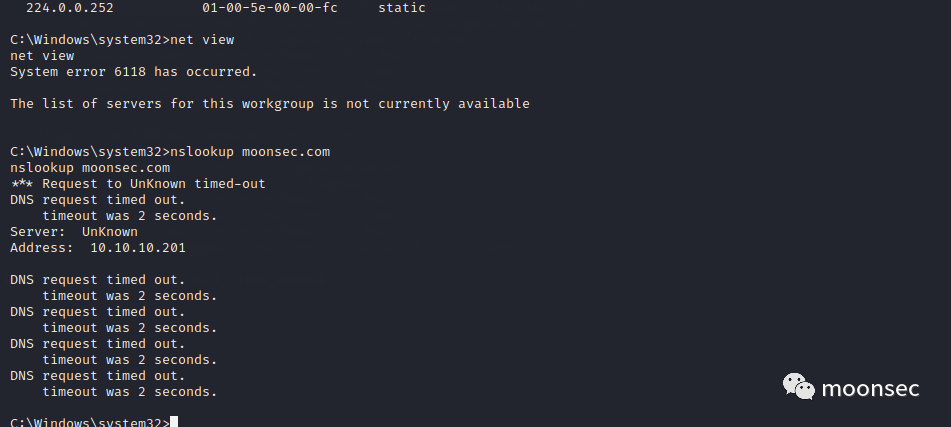 224.0.0.252           01-00-5e-00-00-fc     static
C:\Windows\system32>net view
net view
System error 6118 has occurred.
The list of servers for this workgroup is not currently available
C:\Windows\system32>nslookup moonsec.com
nslookup moonsec.com
*** Request to UnKnown timed-out
DNS request timed out.
    timeout was 2 seconds.
Server:  UnKnown
Address:  10.10.10.201
DNS request timed out.
    timeout was 2 seconds.
DNS request timed out.
    timeout was 2 seconds.
DNS request timed out.
    timeout was 2 seconds.
DNS request timed out.
    timeout was 2 seconds.
moonsec
C:\Windows\system32>